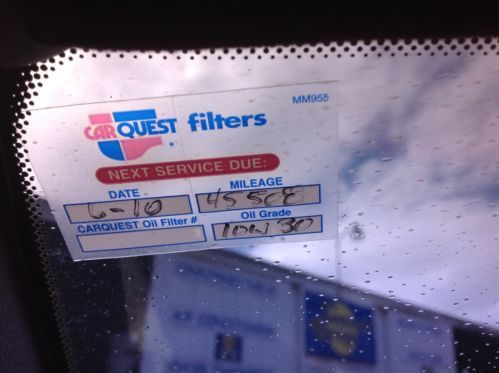 MM955
CARQUEST filters
NEXT SERVICE DUE:
DATE MILEAGE
6-10 45508
CARQUEST Oil Filter # Oil Grade
10W30